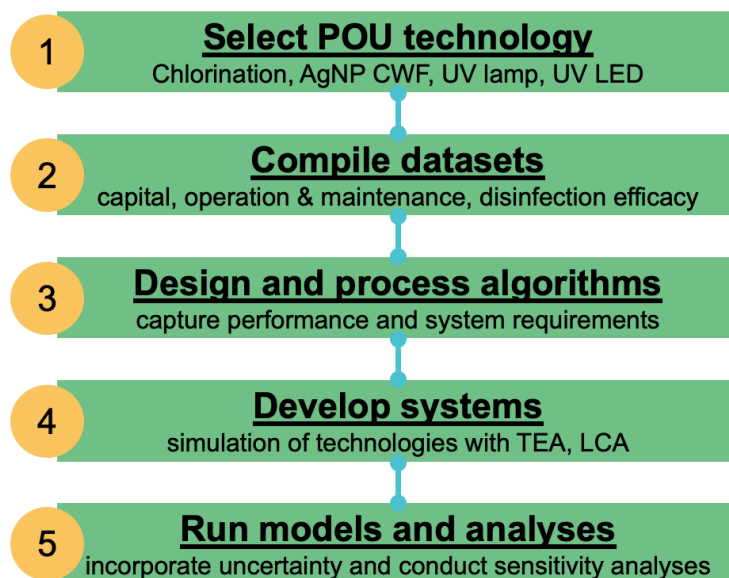 1
Select POU technology
Chlorination, AgNP CWF, UV lamp, UV LED
2
Compile datasets
capital, operation & maintenance, disinfection efficacy
3
Design and process algorithms
capture performance and system requirements
4
Develop systems
simulation of technologies with TEA, LCA
5
Run models and analyses
incorporate uncertainty and conduct sensitivity analyses